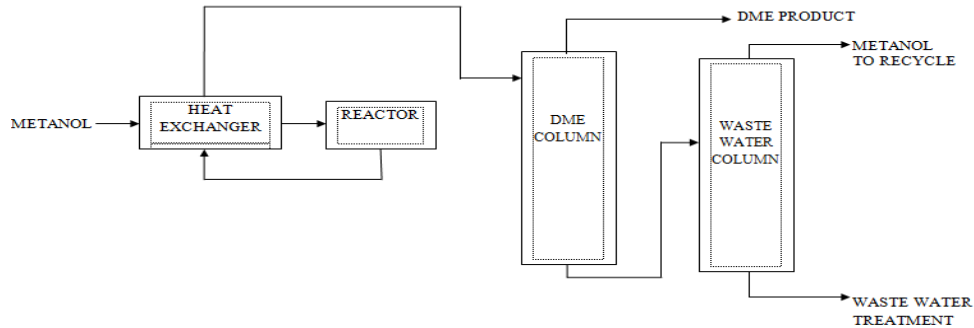 DME PRODUCT
METANOL
TO RECYCLE
METANOL
HEAT
EXCHANGER
REACTOR
DME
COLUMN
WASTE
WATER
COLUMN
WASTE WATER
TREATMENT